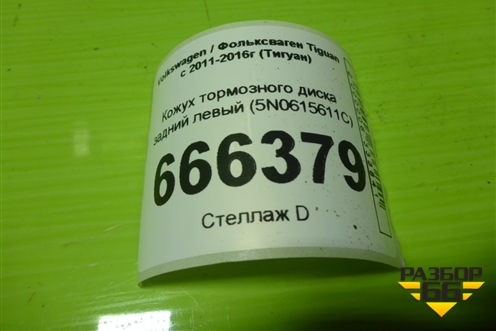 Volkswagen / Фольксваген Tiguan
с 2011-2016г (Тигуан)
Кожух тормозного диска
задний левый (5N0615611C)
666379
Стеллаж D
РАЗБОР
66